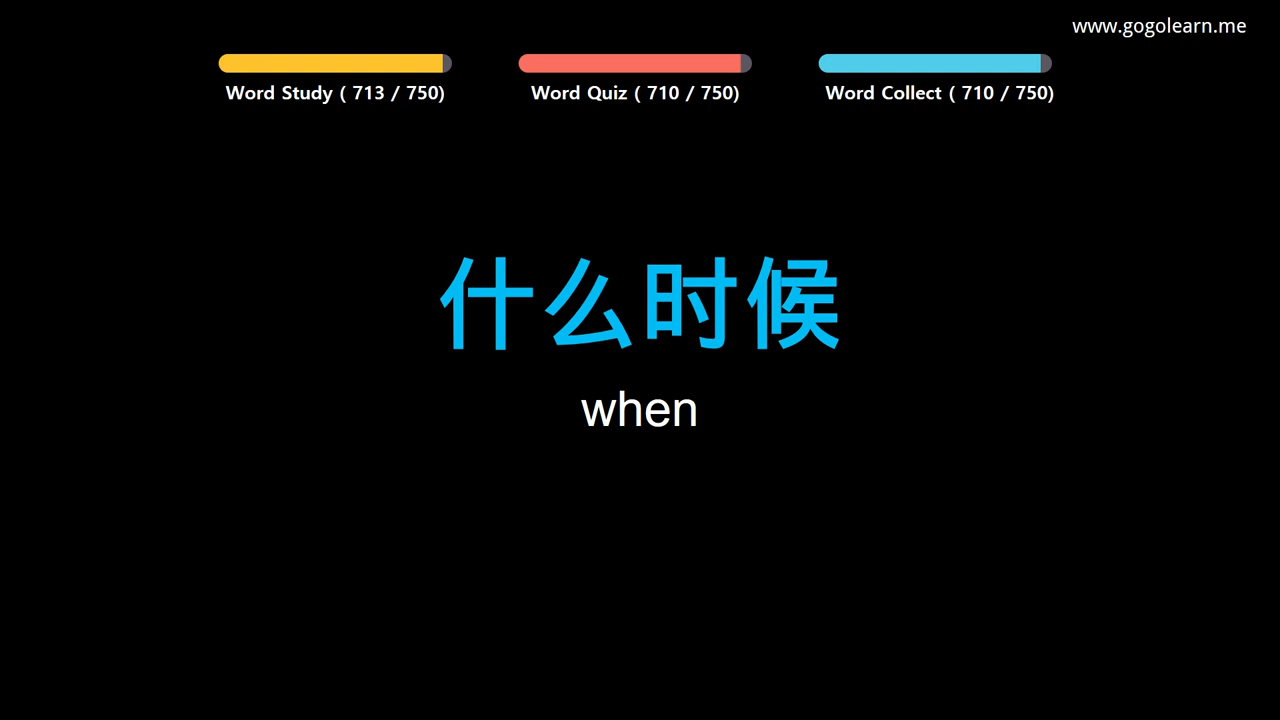 www.gogolearn.me
Word Study ( 713 / 750)
Word Quiz ( 710 / 750)
Word Collect ( 710 / 750)
什么时候
when